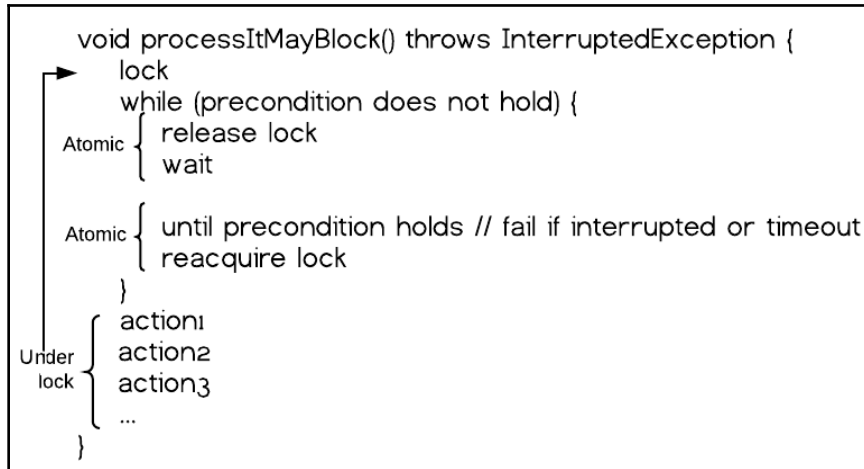 void processItMayBlock() throws InterruptedException {
lock
while (precondition does not hold) {
Atomic { release lock
wait
Atomic { until precondition holds // fail if interrupted or timeout
reacquire lock
}
action1
Under lock { action2
action3
...
}